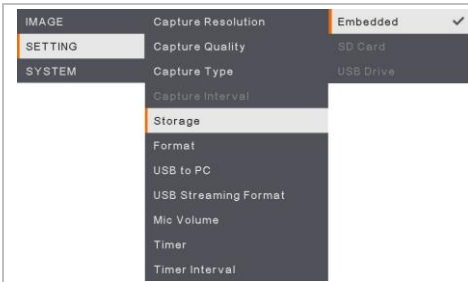 IMAGE
SETTING
SYSTEM
Capture Resolution
Capture Quality
Capture Type
Capture Interval
Storage
Format
USB to PC
USB Streaming Format
Mic Volume
Timer
Timer Interval
Embedded
SD Card
USB Drive